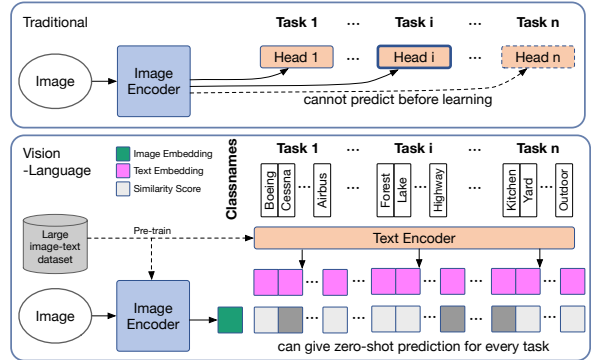 Traditional
Task 1 ... Task i ... Task n
Image
Image
Encoder
Head 1
Head i
Head n
cannot predict before learning
Vision
-Language
Image Embedding
Text Embedding
Similarity Score
Classnames
Task 1 ... Task i ... Task n
Boeing
Cessna
...
Airbus
...
Forest
Lake
...
Highway
...
Kitchen
Yard
...
Outdoor
Large
image-text
dataset
Pre-train
Text Encoder
Image
Image
Encoder
... ... ... ... ...
... ... ... ... ...
can give zero-shot prediction for every task